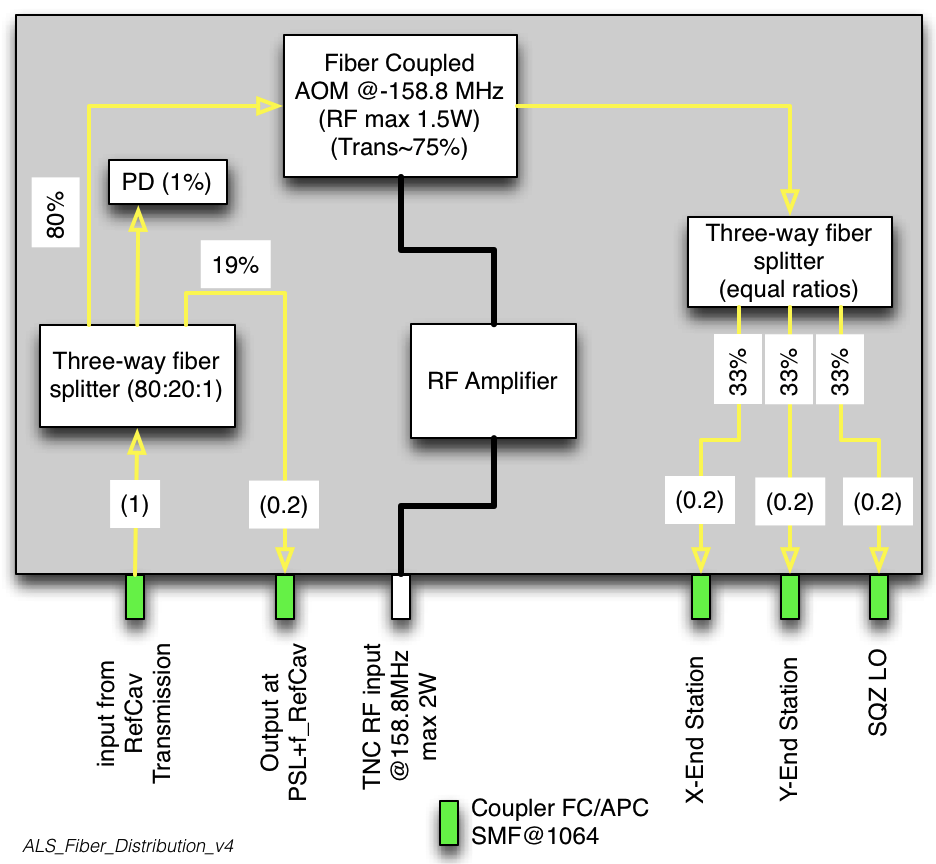 Fiber Coupled
AOM @-158.8 MHz
(RF max 1.5W)
(Trans~75%)
80%
PD (1%)
19%
Three-way fiber
splitter
(equal ratios)
Three-way fiber
splitter (80:20:1)
RF Amplifier
33%
33%
33%
(1)
(0.2)
(0.2)
(0.2)
(0.2)
input from
RefCav
Transmission
Output at
PSL+f_RefCav
TNC RF input
@158.8MHz
max 2W
X-End Station
Y-End Station
SQZ LO
Coupler FC/APC
SMF@1064
ALS_Fiber_Distribution_v4